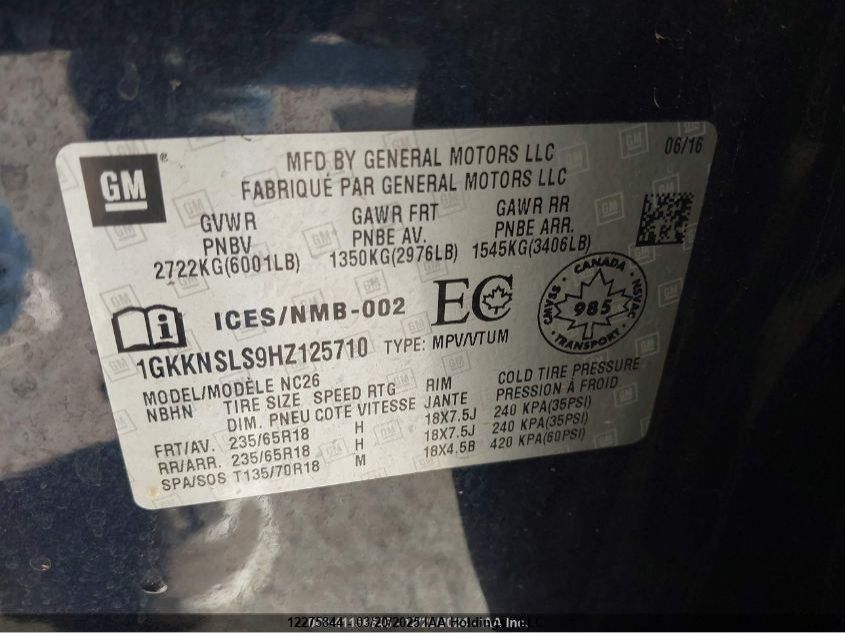 GM
®
MFD BY GENERAL MOTORS LLC
06/16
FABRIQUÉ PAR GENERAL MOTORS LLC
GVWR GAWR FRT GAWR RR
PNBV PNBE AV. PNBE ARR.
2722KG(6001LB) 1350KG(2976LB) 1545KG(3406LB)
i ICES/NMB-002 EC
CANADA
985
TRANSPORT
CMVSS
NSVAC
1GKKNSLS9HZ125710 TYPE: MPV/VTUM
MODEL/MODÈLE NC26
NBHN TIRE SIZE SPEED RTG RIM COLD TIRE PRESSURE
DIM. PNEU COTE VITESSE JANTE PRESSION À FROID
FRT/AV. 235/65R18 H 18X7.5J 240 KPA(35PSI)
RR/ARR. 235/65R18 H 18X7.5J 240 KPA(35PSI)
SPA/SOS T135/70R18 M 18X4.5B 420 KPA(60PSI)